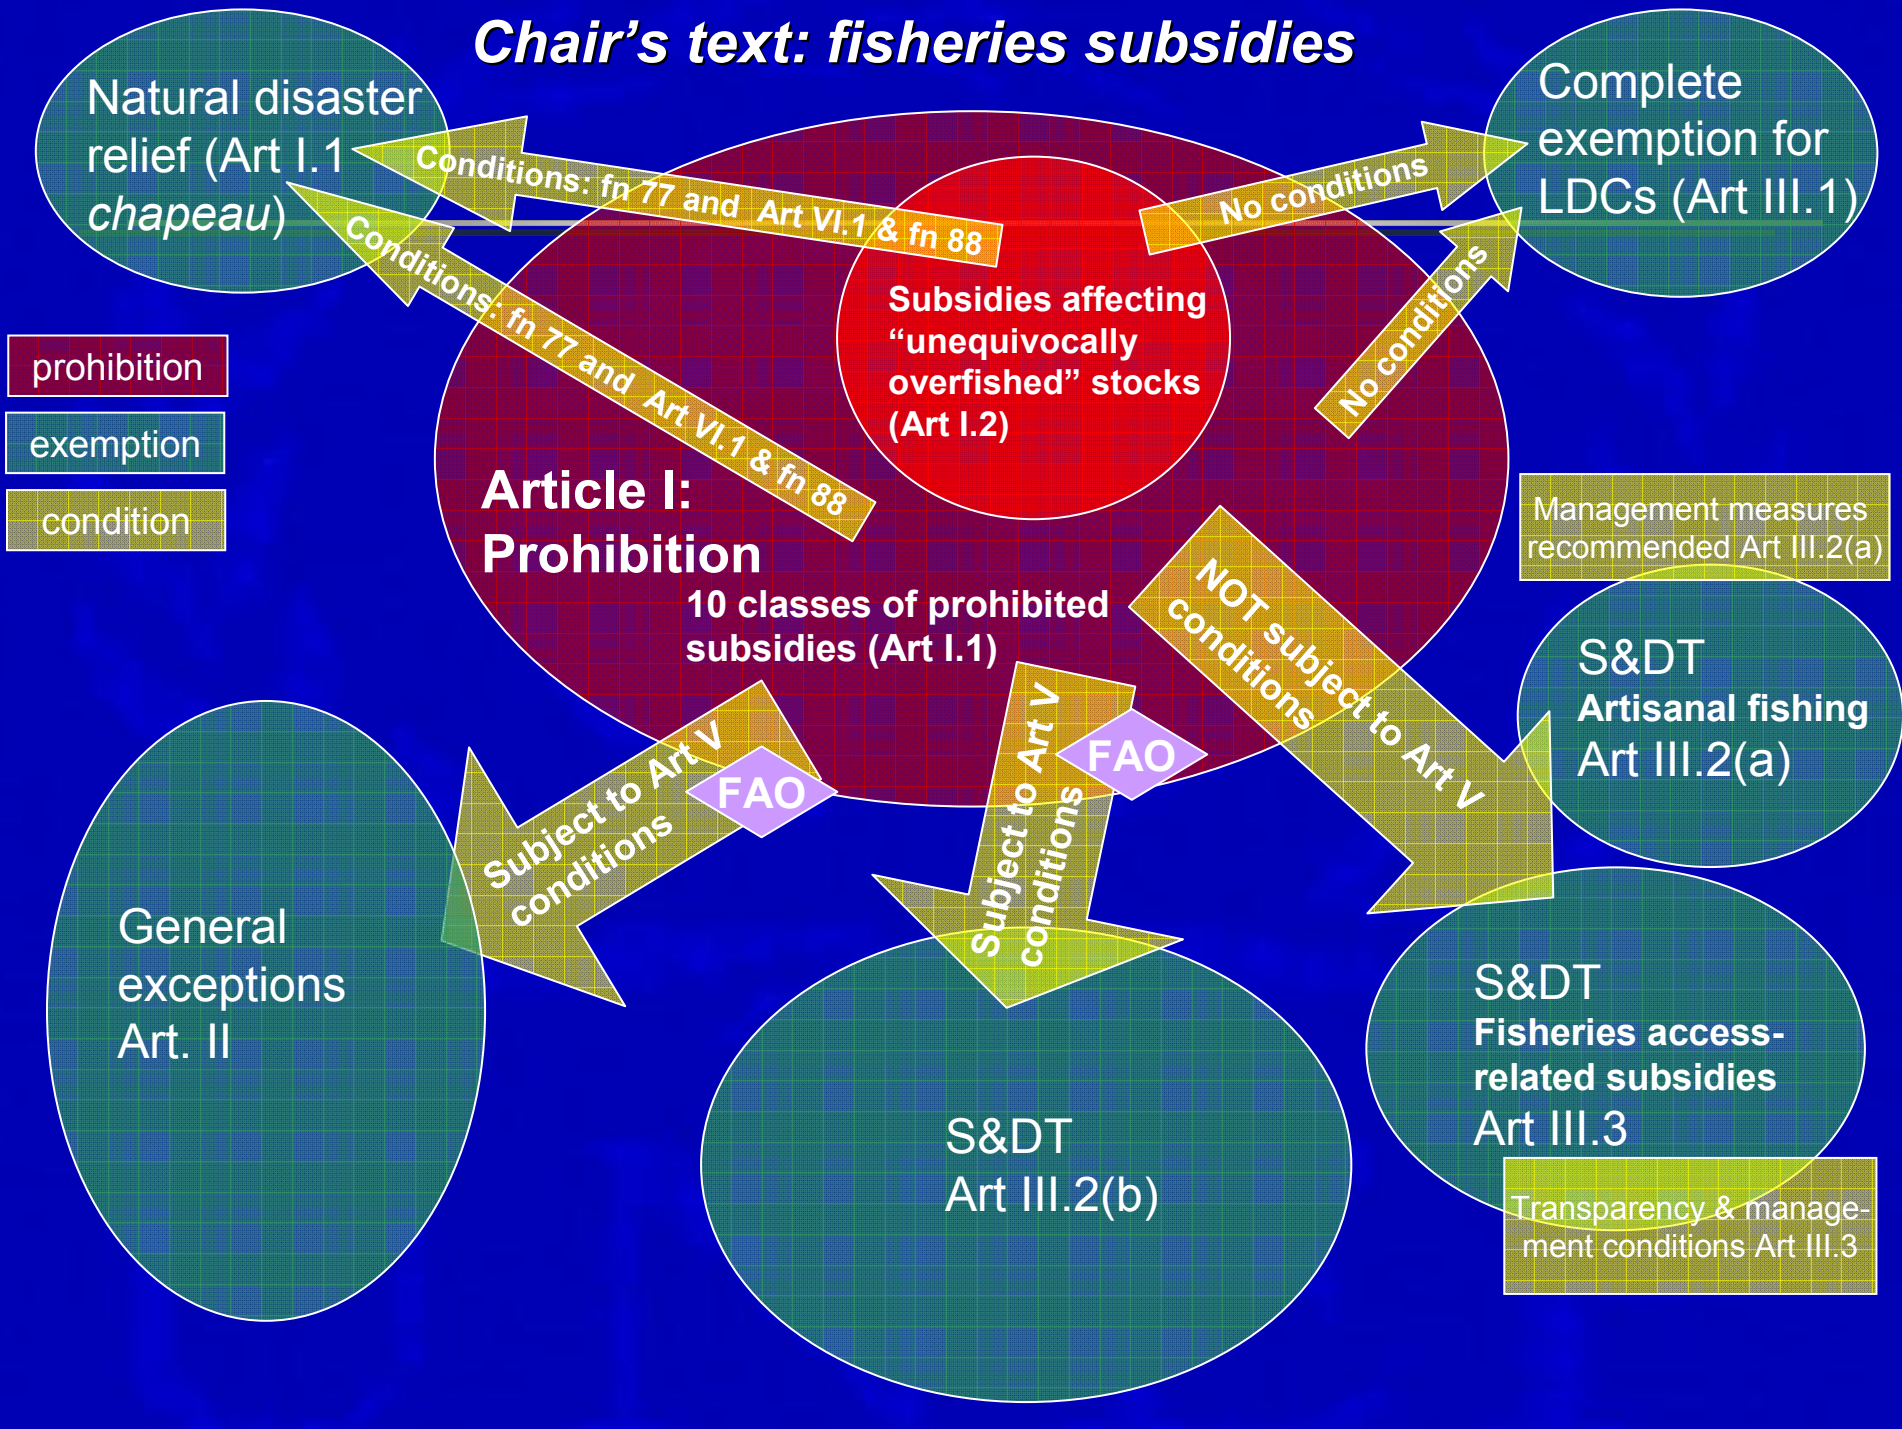 Chair’s text: fisheries subsidies
Natural disaster
relief (Art I.1
chapeau)
Complete
exemption for
LDCs (Art III.1)
Conditions: fn 77 and Art VI.1 & fn 88
No conditions
Conditions: fn 77 and Art VI.1 & fn 88
No conditions
Subsidies affecting
“unequivocally
overfished” stocks
(Art I.2)
prohibition
exemption
condition
Article I:
Prohibition
10 classes of prohibited
subsidies (Art I.1)
Management measures
recommended Art III.2(a)
NOT subject to Art V
conditions
S&DT
Artisanal fishing
Art III.2(a)
Subject to Art V
conditions
FAO
Subject to Art V
conditions
FAO
General
exceptions
Art. II
S&DT
Art III.2(b)
S&DT
Fisheries access-
related subsidies
Art III.3
Transparency & manage-
ment conditions Art III.3